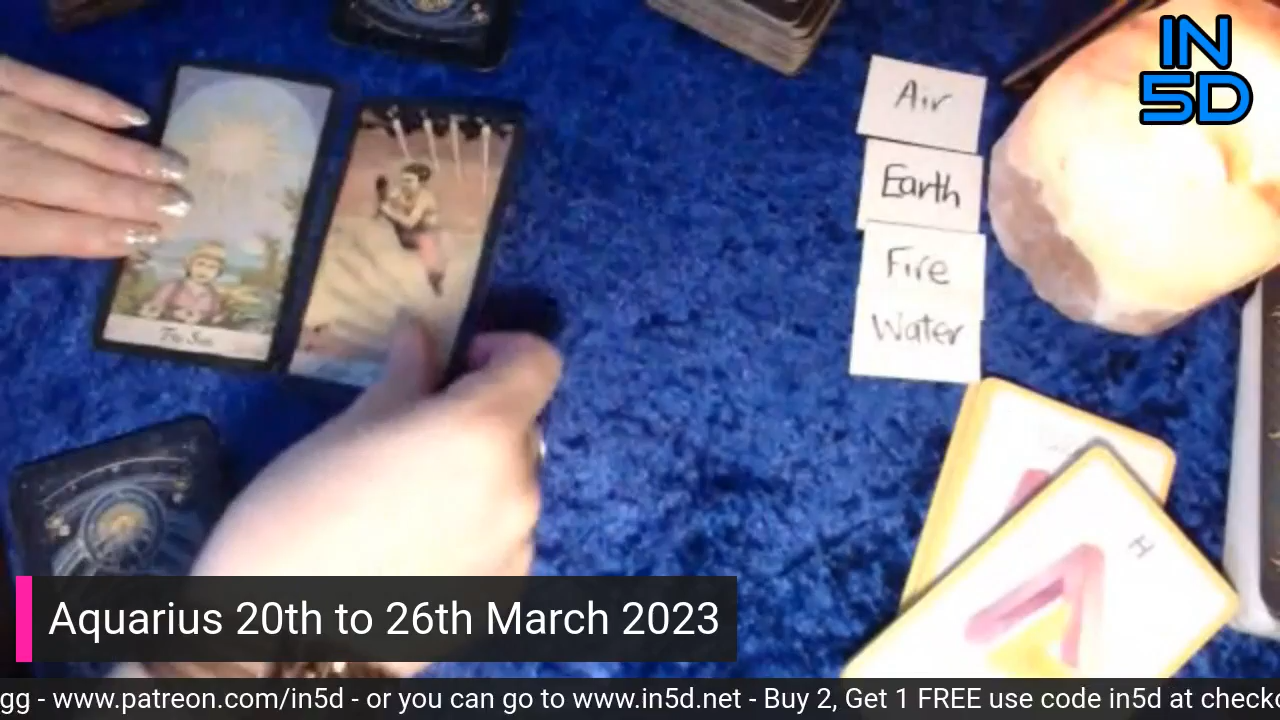 IN
5D
Air
Earth
Fire
Water
The Sun
H
Aquarius 20th to 26th March 2023
gg - www.patreon.com/in5d - or you can go to www.in5d.net - Buy 2, Get 1 FREE use code in5d at checko